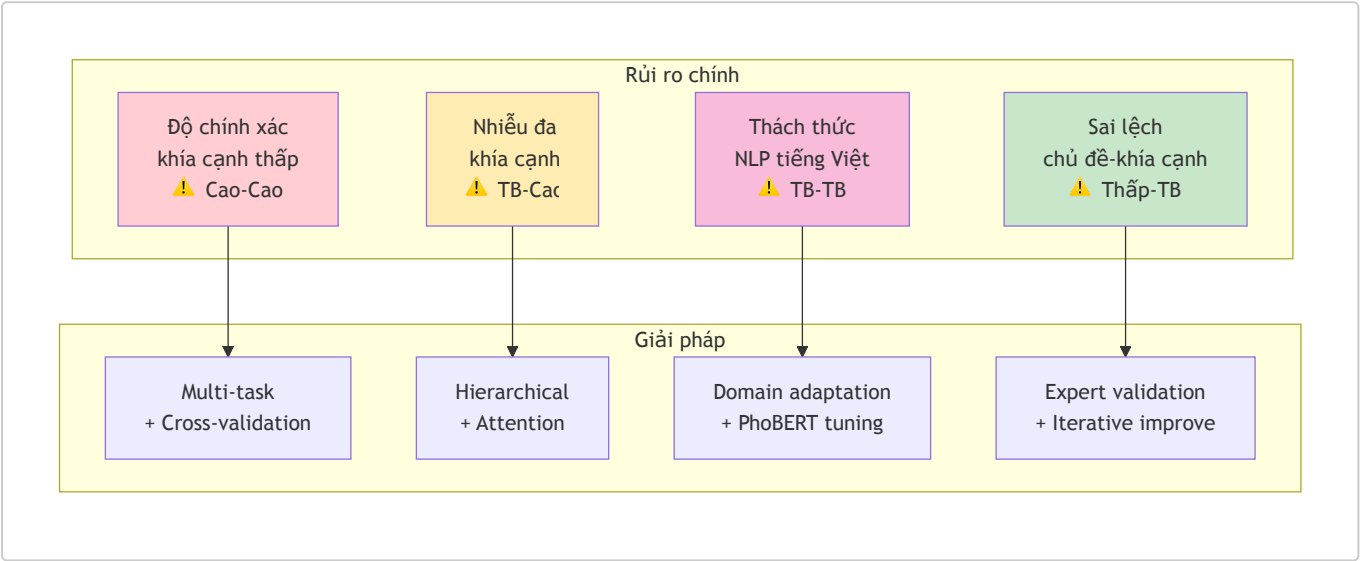 Rủi ro chính
Độ chính xác
khía cạnh thấp
⚠️ Cao-Cao
Nhiễu đa
khía cạnh
⚠️ TB-Cao
Thách thức
NLP tiếng Việt
⚠️ TB-TB
Sai lệch
chủ đề-khía cạnh
⚠️ Thấp-TB
Giải pháp
Multi-task
+ Cross-validation
Hierarchical
+ Attention
Domain adaptation
+ PhoBERT tuning
Expert validation
+ Iterative improve